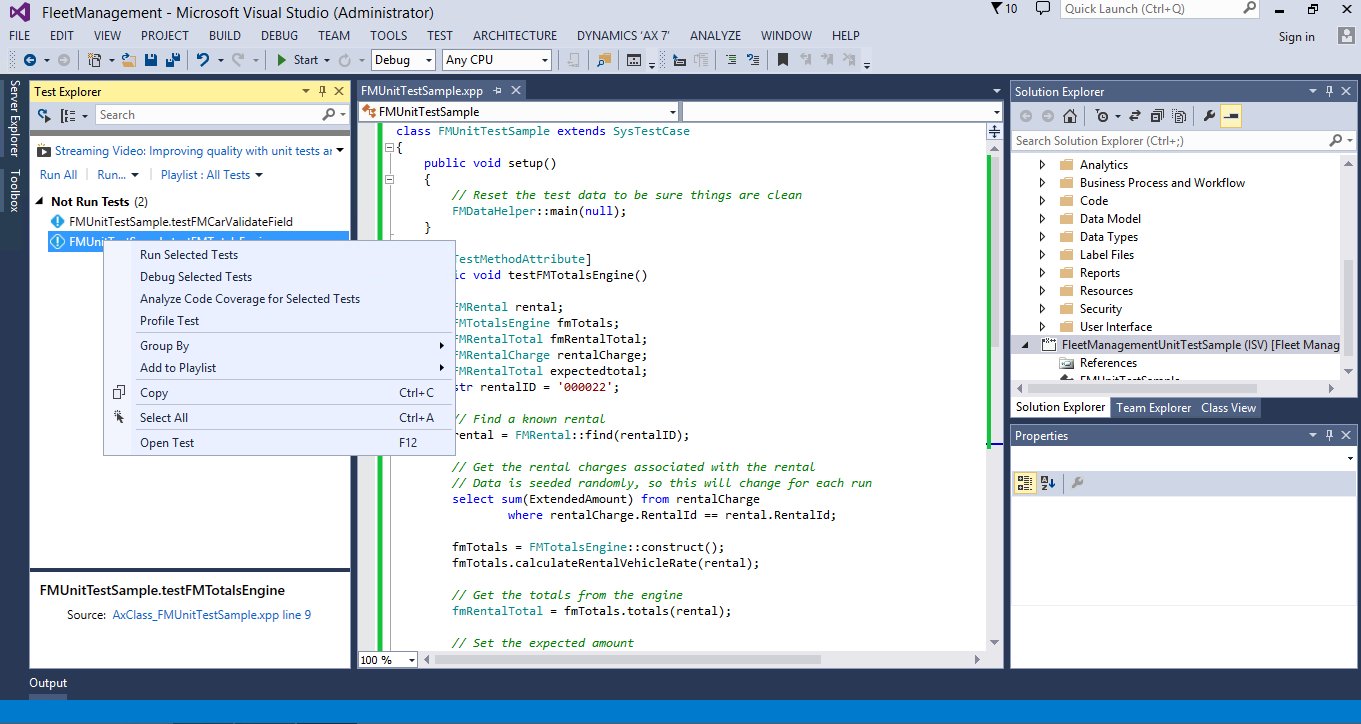 FleetManagement - Microsoft Visual Studio (Administrator)
10
Quick Launch (Ctrl+Q)
FILE EDIT VIEW PROJECT BUILD DEBUG TEAM TOOLS TEST ARCHITECTURE DYNAMICS 'AX 7' ANALYZE WINDOW HELP
Sign in
Start Debug Any CPU
Server Explorer
Toolbox
Test Explorer
Search
Streaming Video: Improving quality with unit tests ar
Run All Run... Playlist : All Tests
Not Run Tests (2)
FMUnitTestSample.testFMCarValidateField
Run Selected Tests
Debug Selected Tests
Analyze Code Coverage for Selected Tests
Profile Test
Group By
Add to Playlist
Copy Ctrl+C
Select All Ctrl+A
Open Test F12
FMUnitTestSample.testFMTotalsEngine
Source: AxClass_FMUnitTestSample.xpp line 9
FMUnitTestSample.xpp
FMUnitTestSample
class FMUnitTestSample extends SysTestCase
{
public void setup()
{
// Reset the test data to be sure things are clean
FMDataHelper::main(null);
}
TestMethodAttribute]
ic void testFMTotalsEngine()
FMRental rental;
FMTotalsEngine fmTotals;
FMRentalTotal fmRentalTotal;
FMRentalCharge rentalCharge;
FMRentalTotal expectedtotal;
str rentalID = '000022';
// Find a known rental
rental = FMRental::find(rentalID);
// Get the rental charges associated with the rental
// Data is seeded randomly, so this will change for each run
select sum(ExtendedAmount) from rentalCharge
where rentalCharge.RentalId == rental.RentalId;
fmTotals = FMTotalsEngine::construct();
fmTotals.calculateRentalVehicleRate(rental);
// Get the totals from the engine
fmRentalTotal = fmTotals.totals(rental);
// Set the expected amount
100 %
Solution Explorer
Search Solution Explorer (Ctrl+;)
Analytics
Business Process and Workflow
Code
Data Model
Data Types
Label Files
Reports
Resources
Security
User Interface
FleetManagementUnitTestSample (ISV) [Fleet Manag
References
Solution Explorer Team Explorer Class View
Properties
Output